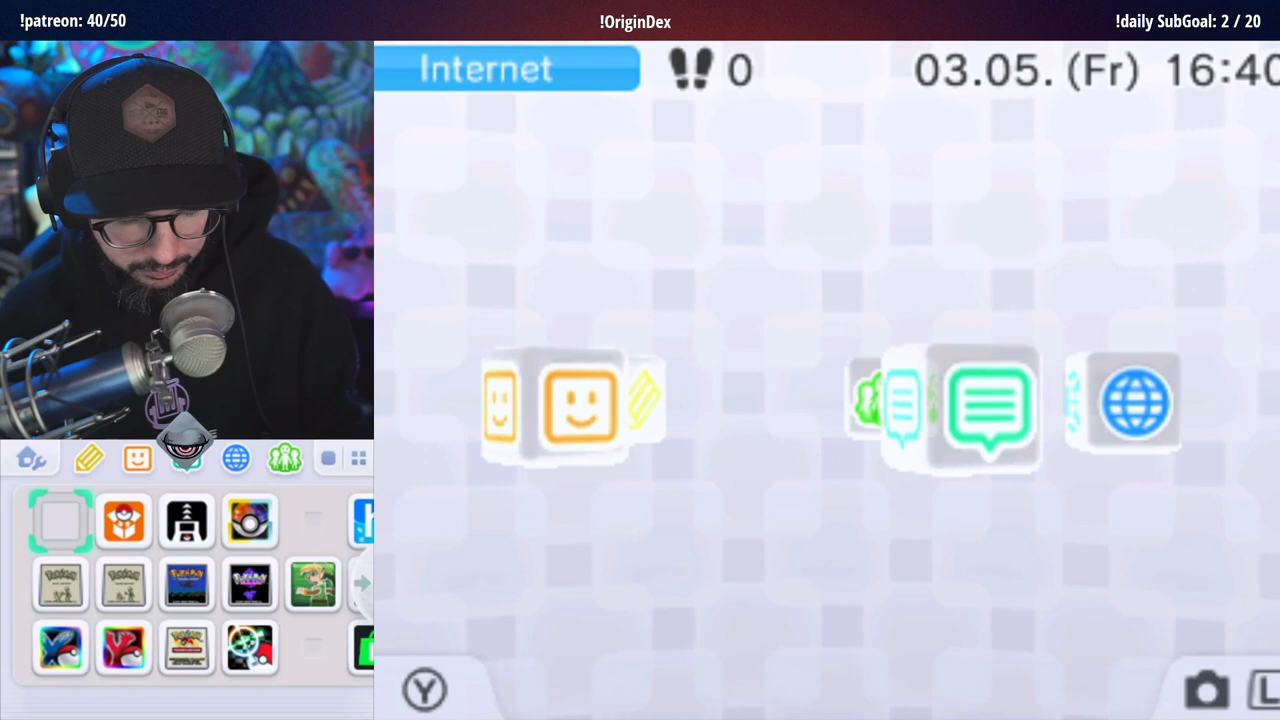 !patreon: 40/50
!OriginDex
!daily SubGoal: 2 / 20
Internet
0
03.05. (Fr) 16:40
Y
L